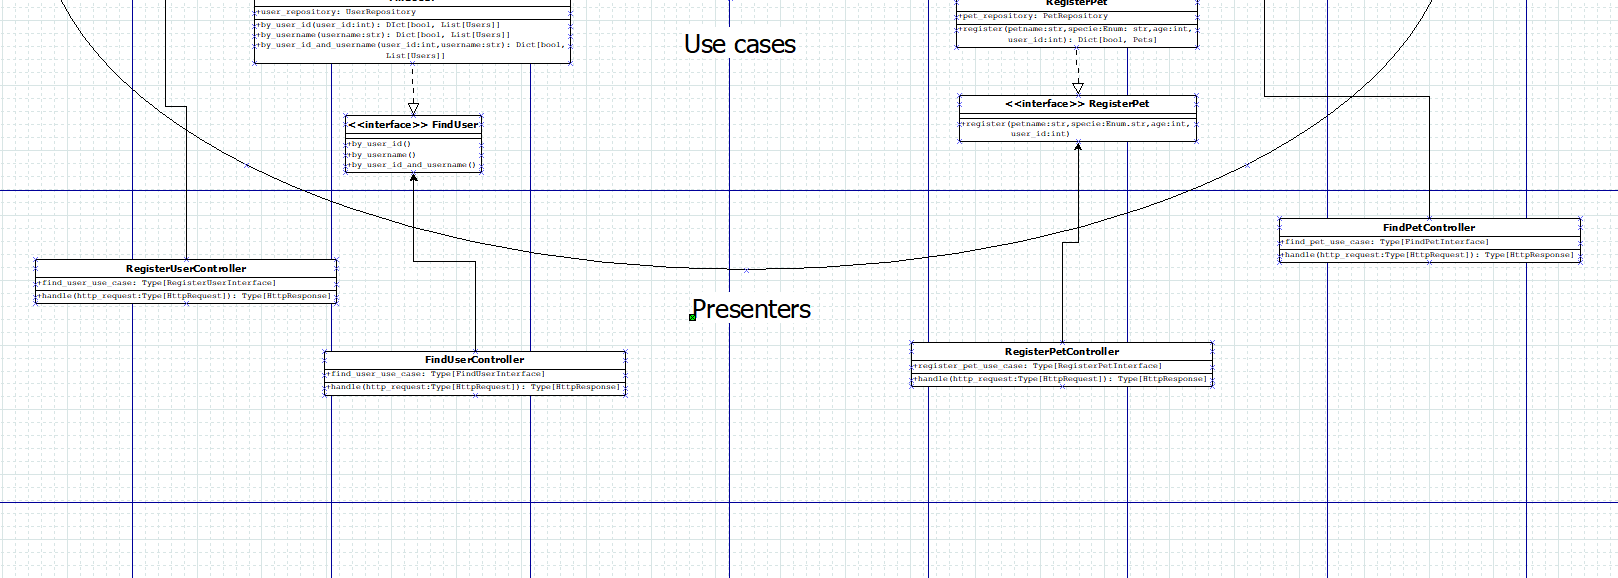 +user_repository: UserRepository
+by_user_id(user_id:int): DIct[bool, List[Users]]
+by_username(username:str): Dict[bool, List[Users]]
+by_user_id_and_username(user_id:int,username:str): Dict[bool,
List[Users]]
Use cases
RegisterPet
+pet_repository: PetRepository
+register(petname:str,specie:Enum: str,age:int,
user_id:int): Dict[bool, Pets]
<<interface>> FindUser
+by_user_id()
+by_username()
+by_user_id_and_username()
<<interface>> RegisterPet
+register(petname:str,specie:Enum.str,age:int,
user_id:int)
RegisterUserController
+find_user_use_case: Type[RegisterUserInterface]
+handle(http_request:Type[HttpRequest]): Type[HttpResponse]
FindPetController
+find_pet_use_case: Type[FindPetInterface]
+handle(http_request:Type[HttpRequest]): Type[HttpResponse]
Presenters
FindUserController
+find_user_use_case: Type[FindUserInterface]
+handle(http_request:Type[HttpRequest]): Type[HttpResponse]
RegisterPetController
+register_pet_use_case: Type[RegisterPetInterface]
+handle(http_request:Type[HttpRequest]): Type[HttpResponse]